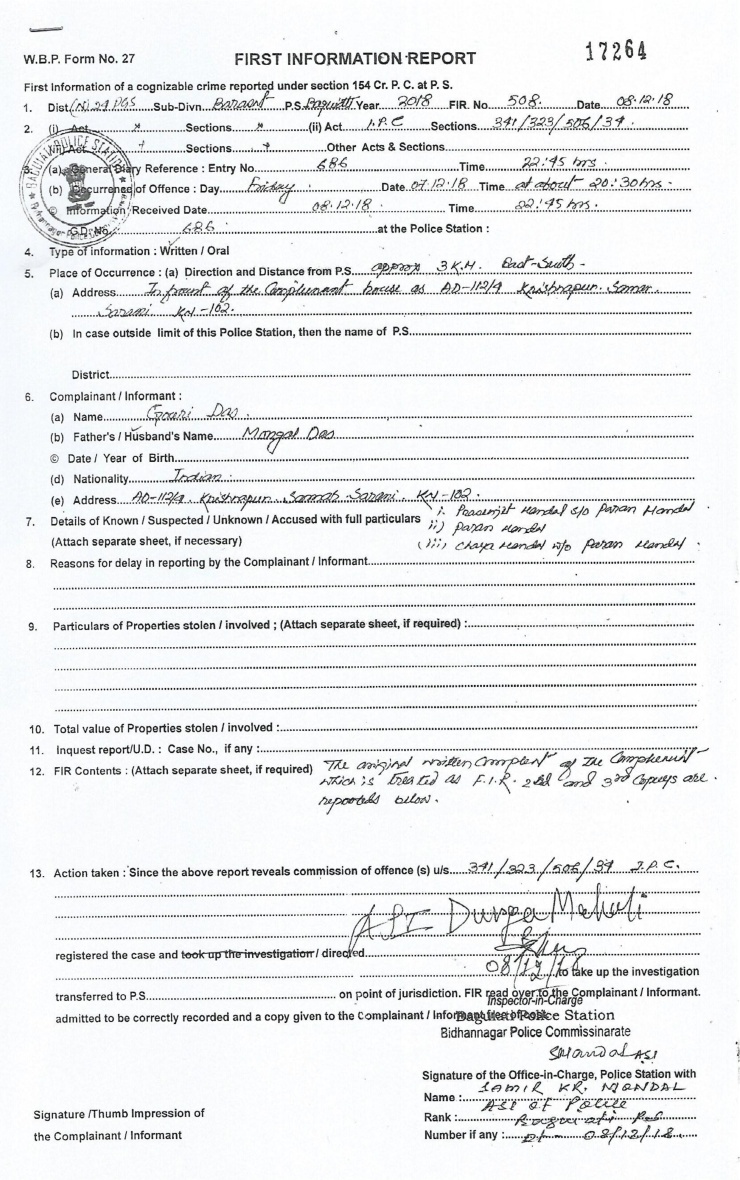 17264
W.B.P. Form No. 27 FIRST INFORMATION REPORT
First Information of a cognizable crime reported under section 154 Cr. P. C. at P. S.
1. Dist (N) 24 PGS Sub-Divn. Barasat P.S. Baguiati Year 2018 FIR. No 508. Date 08.12.18
2. (i) Act x Sections x (ii) Act I.P.C Sections 341/323/506/34.
Act Sections Other Acts & Sections
3. (a) General Diary Reference : Entry No. 686 Time 22:45 hrs.
(b) Occurrence of Offence : Day Friday Date 07.12.18 Time at about 20:30 hrs.
© Information Received Date 08.12.18 Time 22:45 hrs.
G.D. No. 686 at the Police Station :
4. Type of information : Written / Oral
5. Place of Occurrence : (a) Direction and Distance from P.S. approx 3 K.M. East-South -
(a) Address In front of the Complainent house as AD-112/4 Krishnapur Samar
Sarani Kol-102.
(b) In case outside limit of this Police Station, then the name of P.S.
District
6. Complainant / Informant :
(a) Name Gouri Das
(b) Father's / Husband's Name Mongal Das
© Date / Year of Birth
(d) Nationality Indian
(e) Address AD-112/4 Krishnapur Samar Sarani Kol-102.
7. Details of Known / Suspected / Unknown / Accused with full particulars i. Prasenjet Mandal s/o Paran Mandal
ii) Paran Mandal
(Attach separate sheet, if necessary) (iii) Chaya Mandal w/o Paran Mandal
8. Reasons for delay in reporting by the Complainant / Informant
9. Particulars of Properties stolen / involved ; (Attach separate sheet, if required) :
10. Total value of Properties stolen / involved :
11. Inquest report/U.D. : Case No., if any :
12. FIR Contents : (Attach separate sheet, if required) The original written Complent of the Complenent
which is treated as F.I.R. 2nd and 3rd Copeys are
reported below.
13. Action taken : Since the above report reveals commission of offence (s) u/s 341/323/506/34 I.P.C.
ASI Durga Mahali
registered the case and took up the investigation / directed
08/12/18 to take up the investigation
transferred to P.S. on point of jurisdiction. FIR read over to the Complainant / Informant.
Inspector-in-Charge
admitted to be correctly recorded and a copy given to the Complainant / Informant free of cost.
Baguiati Police Station
Bidhannagar Police Commissinarate
SMandal ASI
Signature of the Office-in-Charge, Police Station with
Name : SAMIR KR. MONDAL
ASI of Police
Signature /Thumb Impression of
Rank : Baguiati P.S.
the Complainant / Informant
Number if any : Dt- 08/12/18